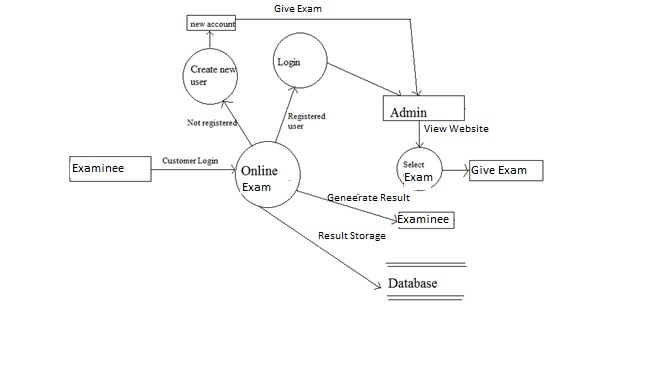 Give Exam
new account
Create new
user
Login
Not registered
Registered
user
Admin
View Website
Examinee
Customer Login
Online
Exam
Select
Exam
Give Exam
Geneerate Result
Examinee
Result Storage
Database